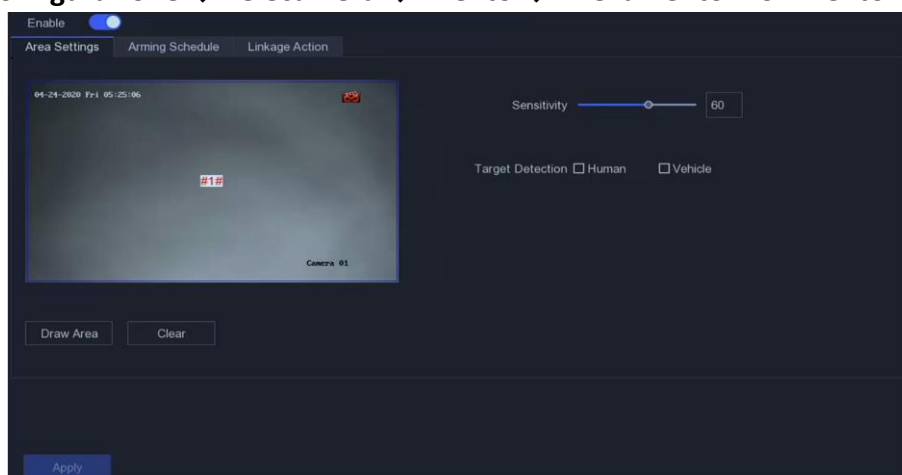 Enable
Area Settings Arming Schedule Linkage Action
04-24-2020 Fri 05:25:06
Sensitivity 60
Target Detection Human Vehicle
#1#
Camera 01
Draw Area Clear
Apply